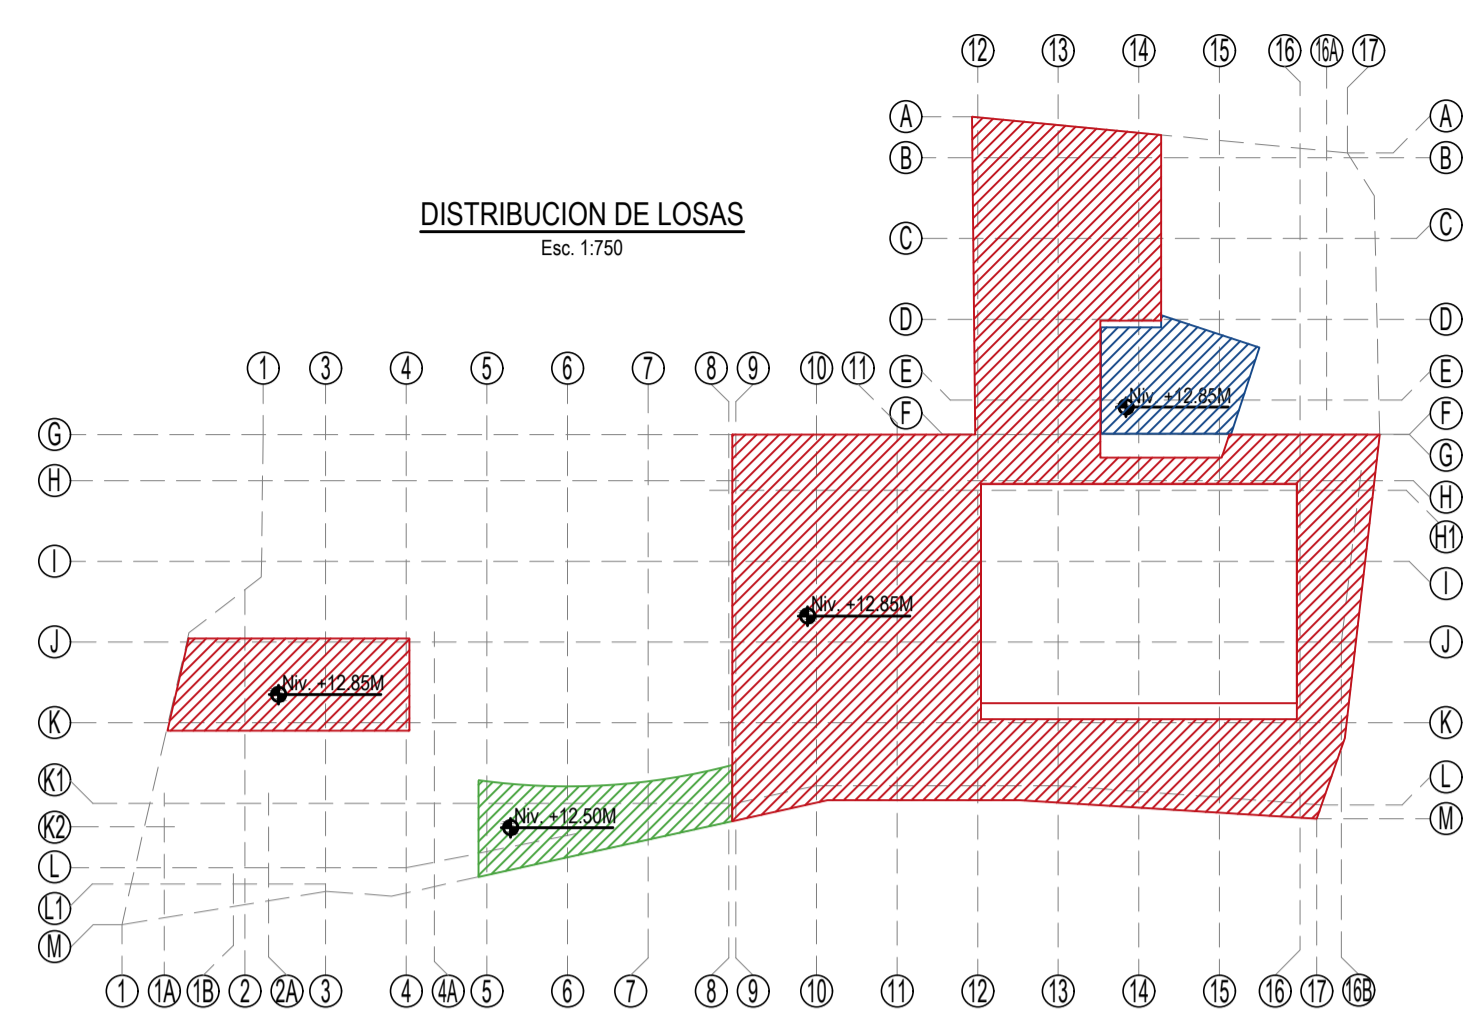 12 13 14 15 16 16A 17
A A
B B
DISTRIBUCION DE LOSAS
Esc. 1:750
C C
D D
1 3 4 5 6 7 8 9 10 11 E E
Niv. +12.85M
F F
G G
H H
H1
I I
Niv. +12.85M
J J
Niv. +12.85M
K K
K1 L
Niv. +12.50M
K2 M
L
L1
M
1 1A 1B 2 2A 3 4 4A 5 6 7 8 9 10 11 12 13 14 15 16 17 16B